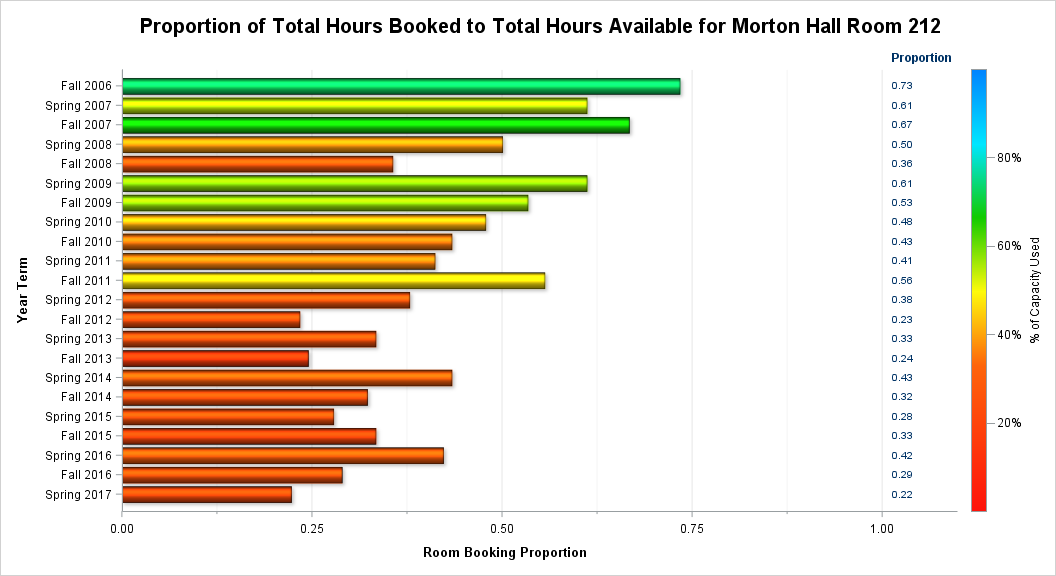 Proportion of Total Hours Booked to Total Hours Available for Morton Hall Room 212
Proportion
Fall 2006 0.73
Spring 2007 0.61
Fall 2007 0.67
Spring 2008 0.50
Fall 2008 0.36
Spring 2009 0.61
Fall 2009 0.53
Spring 2010 0.48
Fall 2010 0.43
Spring 2011 0.41
Fall 2011 0.56
Spring 2012 0.38
Fall 2012 0.23
Spring 2013 0.33
Fall 2013 0.24
Spring 2014 0.43
Fall 2014 0.32
Spring 2015 0.28
Fall 2015 0.33
Spring 2016 0.42
Fall 2016 0.29
Spring 2017 0.22
Year Term
0.00 0.25 0.50 0.75 1.00
Room Booking Proportion
80%
60%
40%
20%
% of Capacity Used